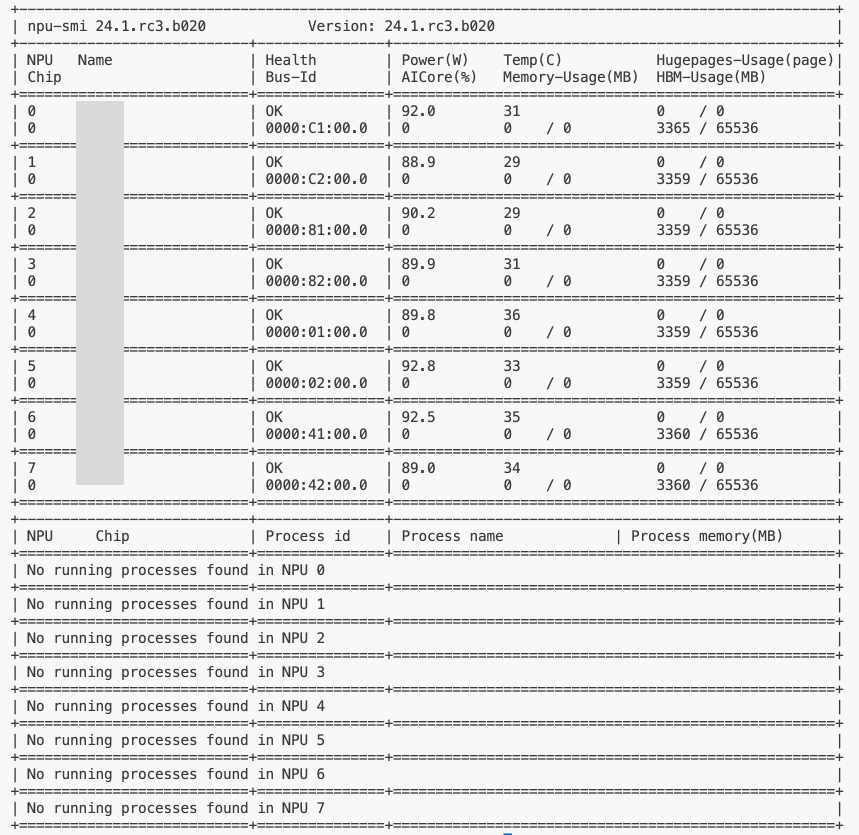 npu-smi 24.1.rc3.b020 Version: 24.1.rc3.b020
NPU Name | Health | Power(W) Temp(C) Hugepages-Usage(page)
Chip | Bus-Id | AICore(%) Memory-Usage(MB) HBM-Usage(MB)
0 | OK | 92.0 31 0 / 0
0 | 0000:C1:00.0 | 0 0 / 0 3365 / 65536
1 | OK | 88.9 29 0 / 0
0 | 0000:C2:00.0 | 0 0 / 0 3359 / 65536
2 | OK | 90.2 29 0 / 0
0 | 0000:81:00.0 | 0 0 / 0 3359 / 65536
3 | OK | 89.9 31 0 / 0
0 | 0000:82:00.0 | 0 0 / 0 3359 / 65536
4 | OK | 89.8 36 0 / 0
0 | 0000:01:00.0 | 0 0 / 0 3359 / 65536
5 | OK | 92.8 33 0 / 0
0 | 0000:02:00.0 | 0 0 / 0 3359 / 65536
6 | OK | 92.5 35 0 / 0
0 | 0000:41:00.0 | 0 0 / 0 3360 / 65536
7 | OK | 89.0 34 0 / 0
0 | 0000:42:00.0 | 0 0 / 0 3360 / 65536
NPU Chip | Process id | Process name | Process memory(MB)
No running processes found in NPU 0
No running processes found in NPU 1
No running processes found in NPU 2
No running processes found in NPU 3
No running processes found in NPU 4
No running processes found in NPU 5
No running processes found in NPU 6
No running processes found in NPU 7